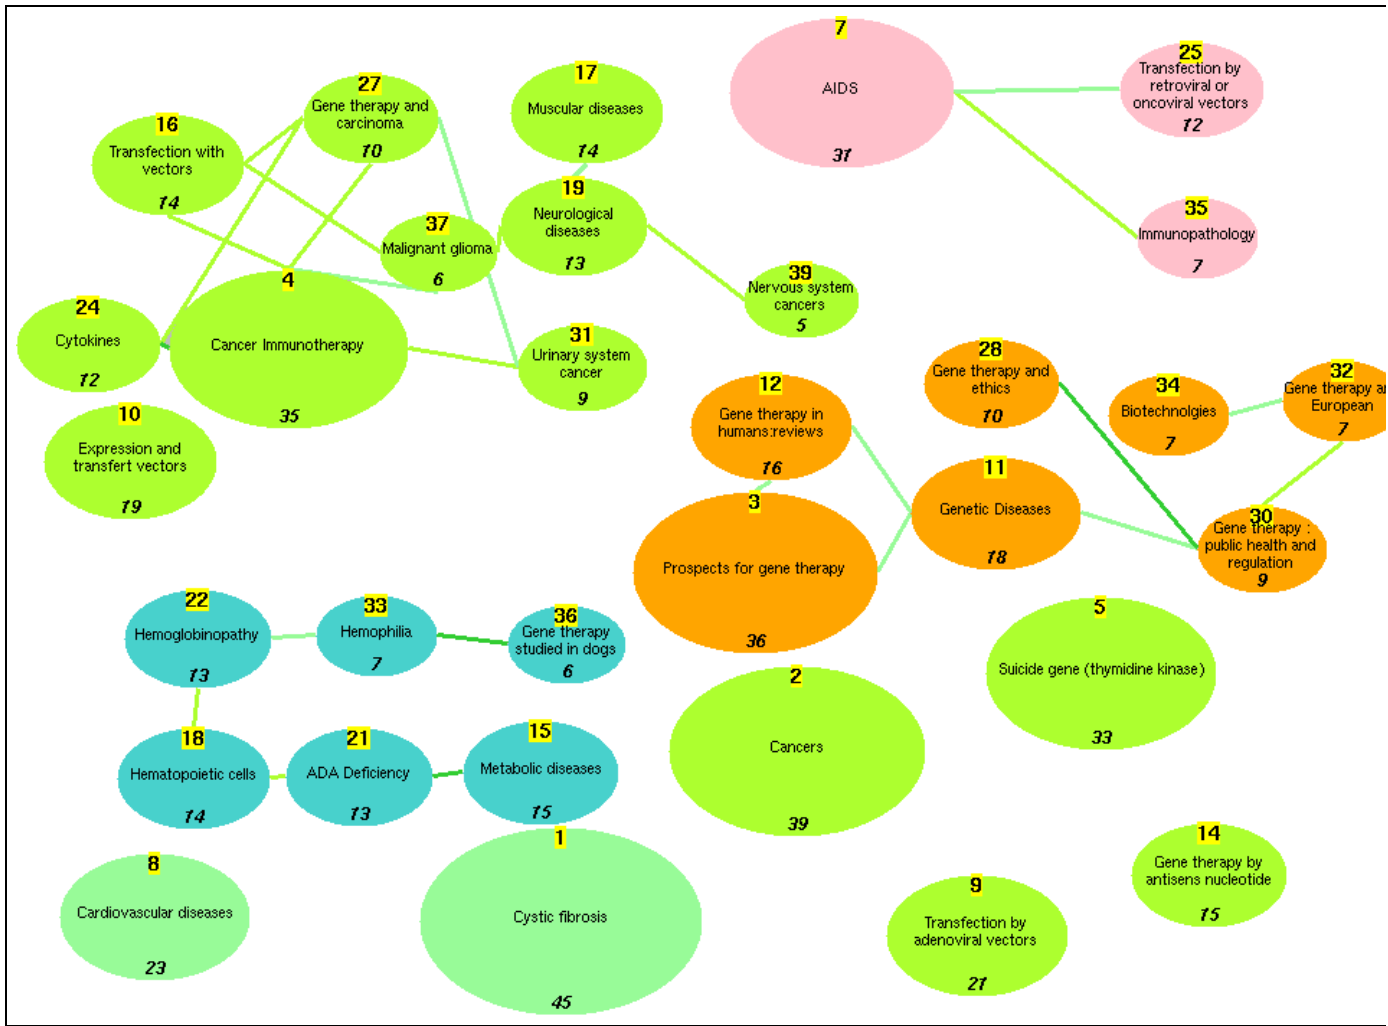 7
AIDS
31
25
Transfection by
retroviral or
oncoviral vectors
12
27
Gene therapy and
carcinoma
10
17
Muscular diseases
14
16
Transfection with
vectors
14
19
Neurological
diseases
13
37
Malignant glioma
6
35
Immunopathology
7
4
Cancer Immunotherapy
35
39
Nervous system
cancers
5
24
Cytokines
12
31
Urinary system
cancer
9
28
Gene therapy and
ethics
10
34
Biotechnolgies
7
32
Gene therapy an
European
7
12
Gene therapy in
humans:reviews
16
10
Expression and
transfert vectors
19
11
Genetic Diseases
18
3
Prospects for gene therapy
36
30
Gene therapy :
public health and
regulation
9
22
Hemoglobinopathy
13
33
Hemophilia
7
36
Gene therapy
studied in dogs
6
5
Suicide gene (thymidine kinase)
33
2
Cancers
39
18
Hematopoietic cells
14
21
ADA Deficiency
13
15
Metabolic diseases
15
1
Cystic fibrosis
45
8
Cardiovascular diseases
23
14
Gene therapy by
antisens nucleotide
15
9
Transfection by
adenoviral vectors
21